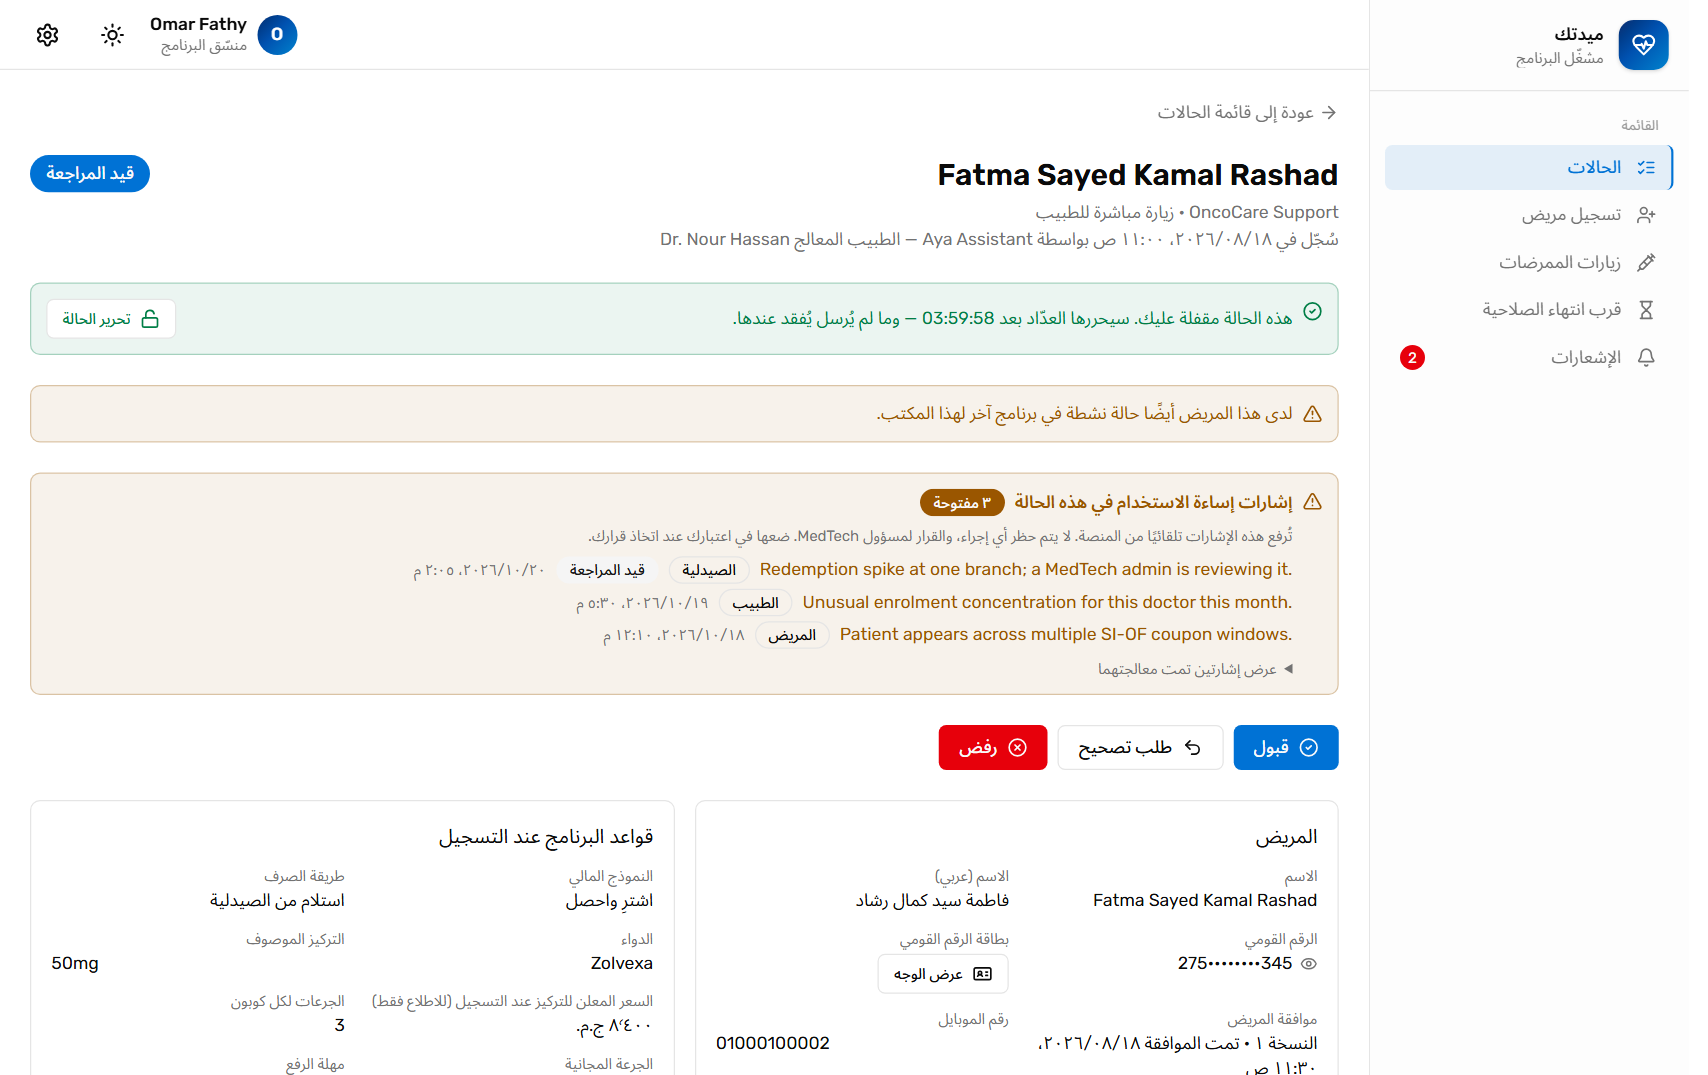 ميدتك
مشغّل البرنامج
القائمة
الحالات
تسجيل مريض
زيارات الممرضات
قرب انتهاء الصلاحية
الإشعارات
2
O
Omar Fathy
منسّق البرنامج
عودة إلى قائمة الحالات
Fatma Sayed Kamal Rashad
قيد المراجعة
OncoCare Support • زيارة مباشرة للطبيب
سُجّل في ٢٠٢٦/٠٨/١٨، ١١:٠٠ ص بواسطة Aya Assistant — الطبيب المعالج Dr. Nour Hassan
هذه الحالة مقفلة عليك. سيحررها العدّاد بعد 03:59:58 — وما لم يُرسل يُفقد عندها.
تحرير الحالة
لدى هذا المريض أيضًا حالة نشطة في برنامج آخر لهذا المكتب.
إشارات إساءة الاستخدام في هذه الحالة
٣ مفتوحة
تُرفع هذه الإشارات تلقائيًا من المنصة. لا يتم حظر أي إجراء، والقرار لمسؤول MedTech. ضعها في اعتبارك عند اتخاذ قرارك.
Redemption spike at one branch; a MedTech admin is reviewing it. الصيدلية قيد المراجعة ٢٠٢٦/١٠/٢٠، ٢:٠٥ م
Unusual enrolment concentration for this doctor this month. الطبيب ٢٠٢٦/١٠/١٩، ٥:٣٠ م
Patient appears across multiple SI-OF coupon windows. المريض ٢٠٢٦/١٠/١٨، ١٢:١٠ م
عرض إشارتين تمت معالجتهما
قبول
طلب تصحيح
رفض
المريض
الاسم
Fatma Sayed Kamal Rashad
الاسم (عربي)
فاطمة سيد كمال رشاد
الرقم القومي
275••••••••345
بطاقة الرقم القومي
عرض الوجه
موافقة المريض
النسخة ١ • تمت الموافقة ٢٠٢٦/٠٨/١٨،
١١:٣٠ ص
رقم الموبايل
01000100002
قواعد البرنامج عند التسجيل
النموذج المالي
اشترِ واحصل
طريقة الصرف
استلام من الصيدلية
الدواء
Zolvexa
التركيز الموصوف
50mg
السعر المعلن للتركيز عند التسجيل (للاطلاع فقط)
٨٬٤٠٠ ج.م.
الجرعات لكل كوبون
3
الجرعة المجانية
مهلة الرفع